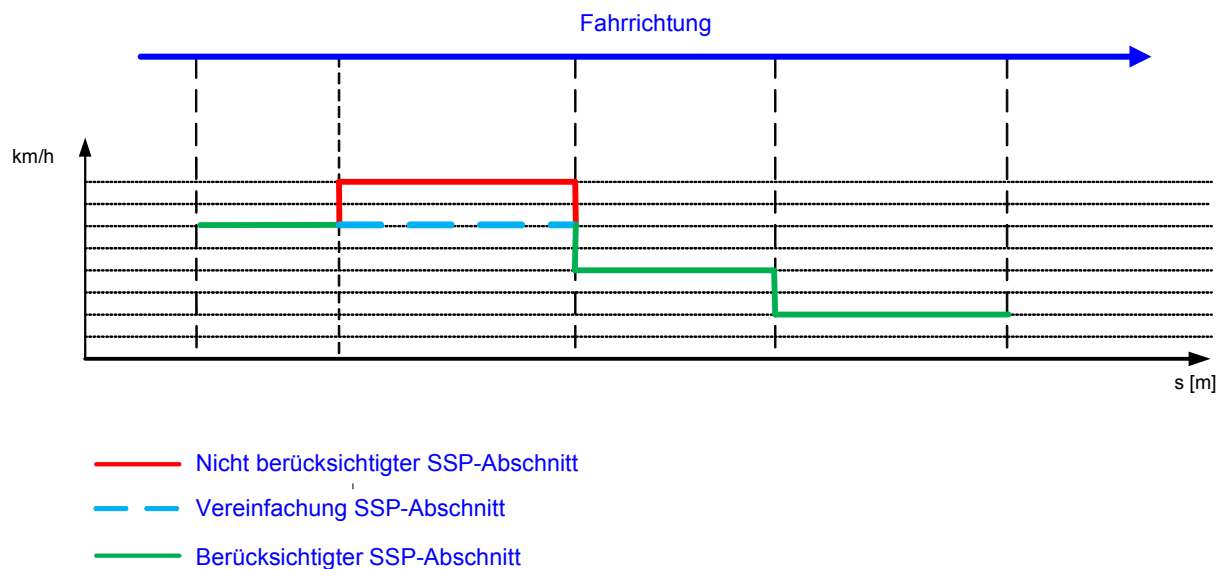 Fahrrichtung
km/h
s [m]
Nicht berücksichtigter SSP-Abschnitt
Vereinfachung SSP-Abschnitt
Berücksichtigter SSP-Abschnitt